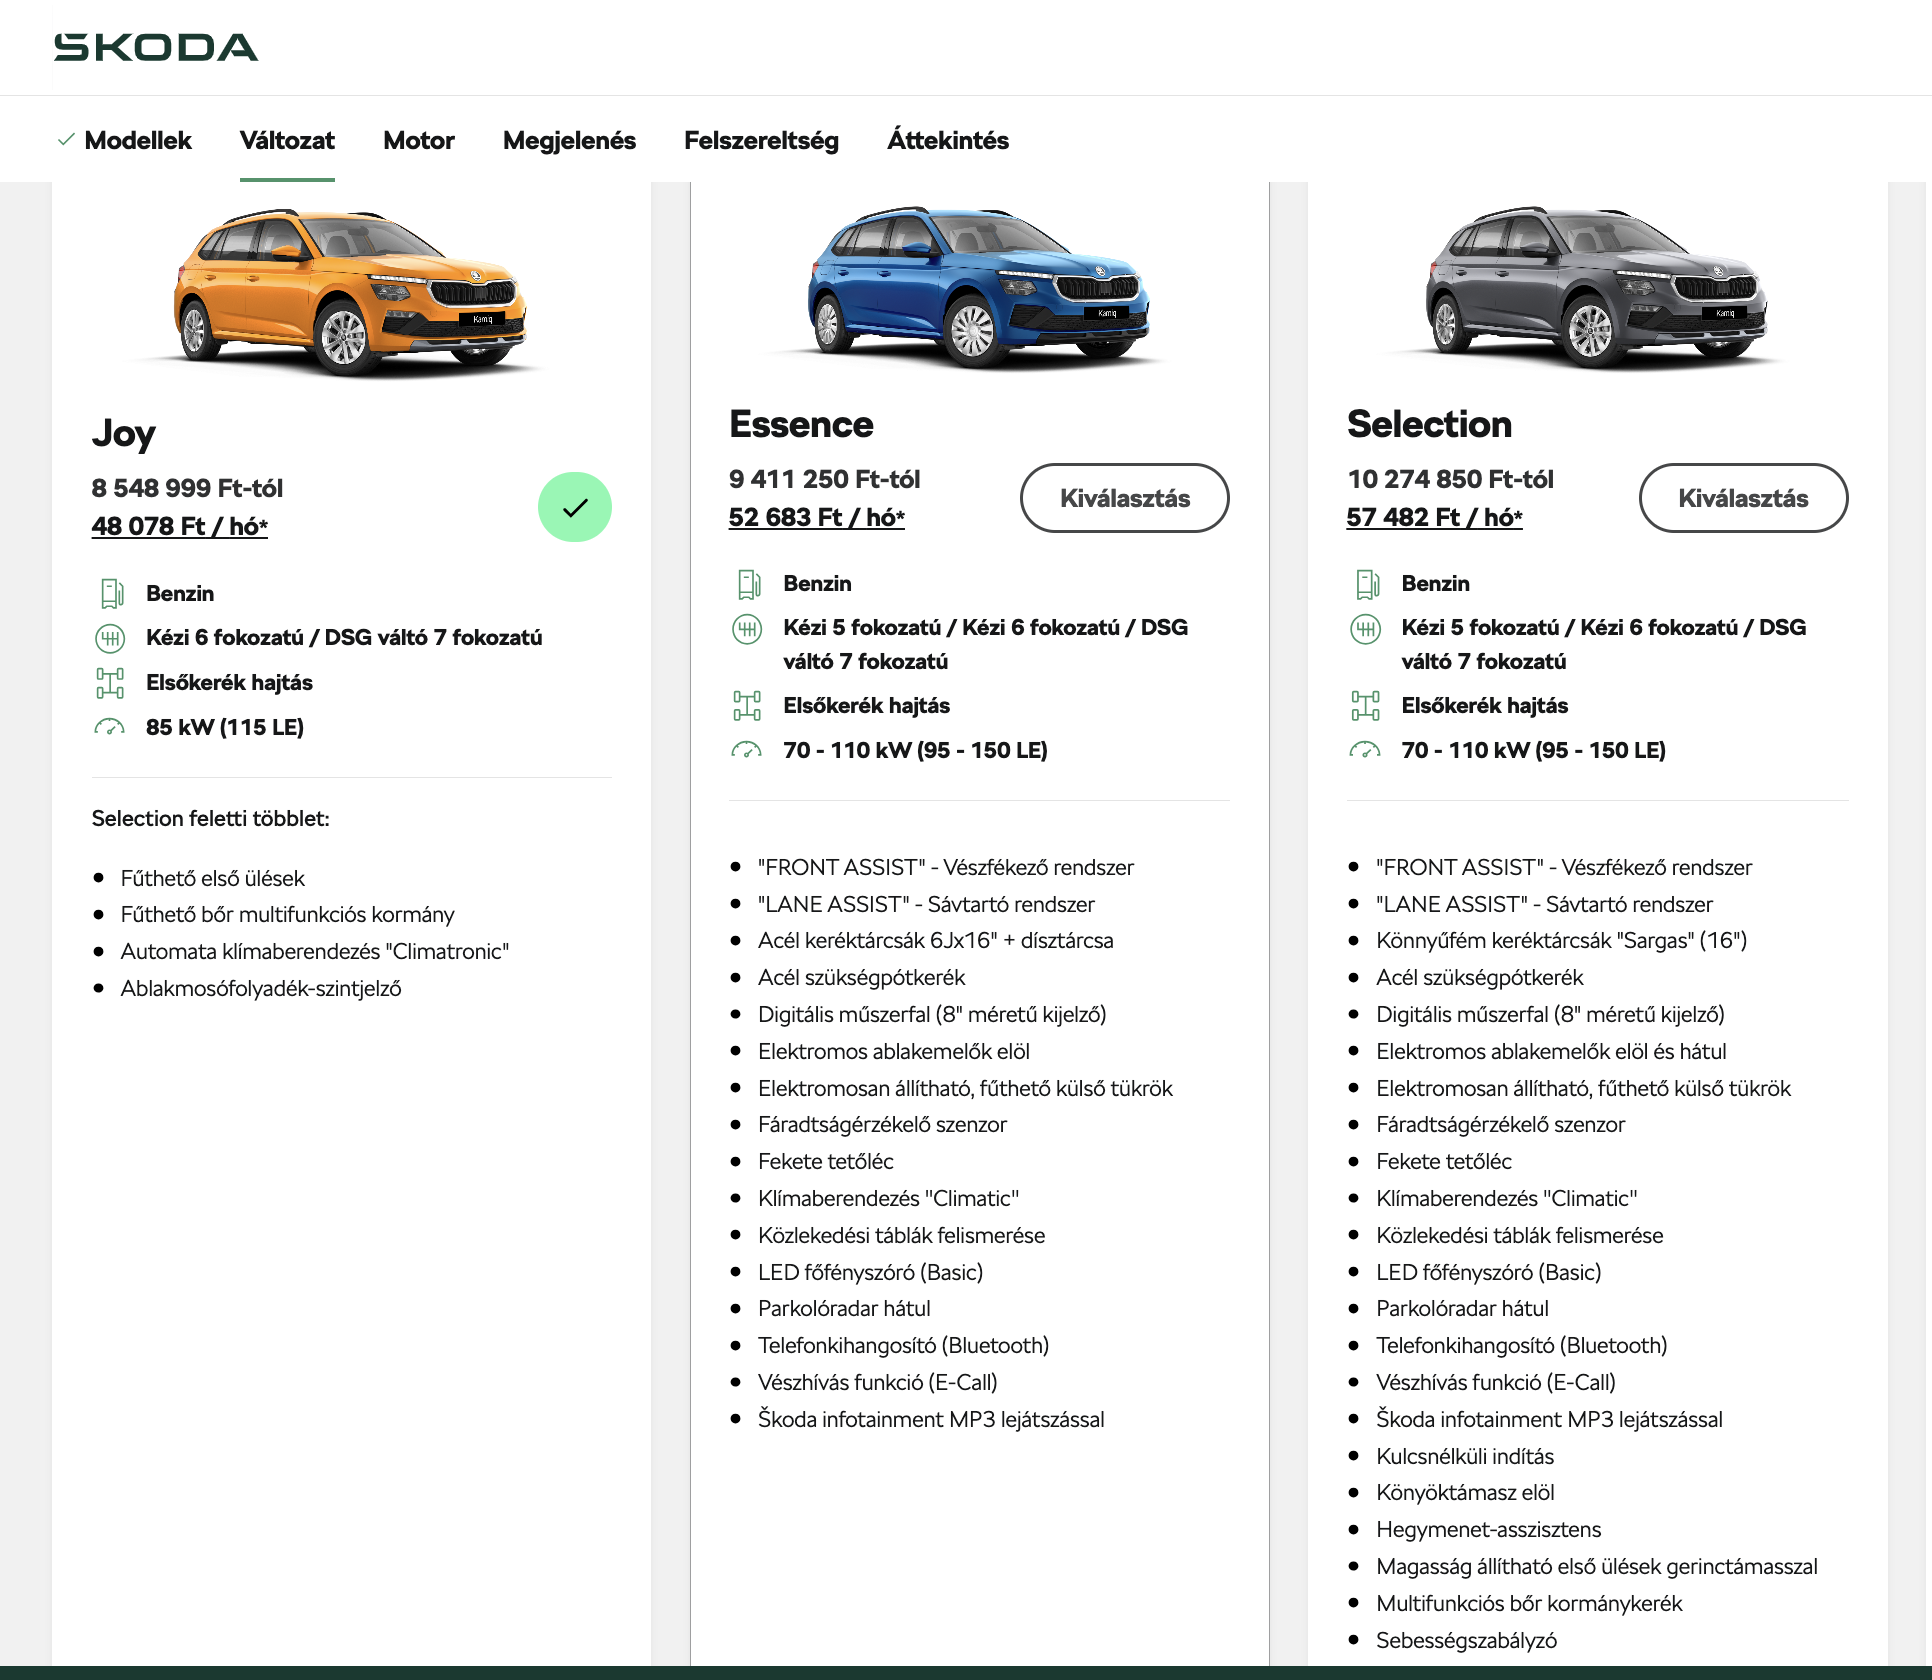 ŠKODA
Modellek
Változat
Motor
Megjelenés
Felszereltség
Áttekintés
Kamiq
Joy
8 548 999 Ft-tól
48 078 Ft / hó*
Benzin
Kézi 6 fokozatú / DSG váltó 7 fokozatú
Elsőkerék hajtás
85 kW (115 LE)
Selection feletti többlet:
Fűthető első ülések
Fűthető bőr multifunkciós kormány
Automata klímaberendezés "Climatronic"
Ablakmosófolyadék-szintjelző
Kamiq
Essence
9 411 250 Ft-tól
52 683 Ft / hó*
Kiválasztás
Benzin
Kézi 5 fokozatú / Kézi 6 fokozatú / DSG
váltó 7 fokozatú
Elsőkerék hajtás
70 - 110 kW (95 - 150 LE)
"FRONT ASSIST" - Vészfékező rendszer
"LANE ASSIST" - Sávtartó rendszer
Acél keréktárcsák 6Jx16" + dísztárcsa
Acél szükségpótkerék
Digitális műszerfal (8" méretű kijelző)
Elektromos ablakemelők elöl
Elektromosan állítható, fűthető külső tükrök
Fáradtságérzékelő szenzor
Fekete tetőléc
Klímaberendezés "Climatic"
Közlekedési táblák felismerése
LED főfényszóró (Basic)
Parkolóradar hátul
Telefonkihangosító (Bluetooth)
Vészhívás funkció (E-Call)
Škoda infotainment MP3 lejátszással
Kamiq
Selection
10 274 850 Ft-tól
57 482 Ft / hó*
Kiválasztás
Benzin
Kézi 5 fokozatú / Kézi 6 fokozatú / DSG
váltó 7 fokozatú
Elsőkerék hajtás
70 - 110 kW (95 - 150 LE)
"FRONT ASSIST" - Vészfékező rendszer
"LANE ASSIST" - Sávtartó rendszer
Könnyűfém keréktárcsák "Sargas" (16")
Acél szükségpótkerék
Digitális műszerfal (8" méretű kijelző)
Elektromos ablakemelők elöl és hátul
Elektromosan állítható, fűthető külső tükrök
Fáradtságérzékelő szenzor
Fekete tetőléc
Klímaberendezés "Climatic"
Közlekedési táblák felismerése
LED főfényszóró (Basic)
Parkolóradar hátul
Telefonkihangosító (Bluetooth)
Vészhívás funkció (E-Call)
Škoda infotainment MP3 lejátszással
Kulcsnélküli indítás
Könyöktámasz elöl
Hegymenet-asszisztens
Magasság állítható első ülések gerinctámasszal
Multifunkciós bőr kormánykerék
Sebességszabályzó